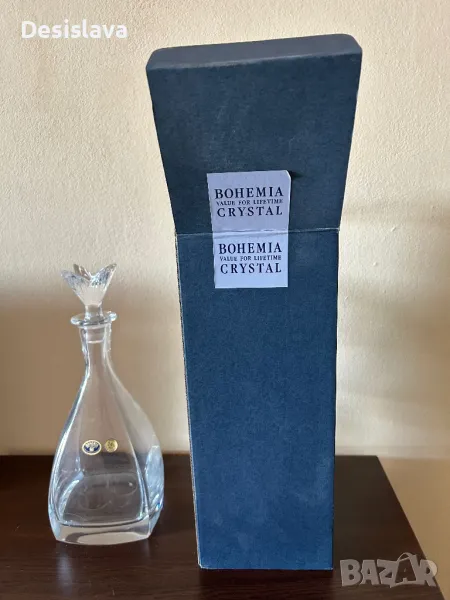 Desislava
BOHEMIA
VALUE FOR LIFETIME
CRYSTAL
BOHEMIA
VALUE FOR LIFETIME
CRYSTAL
BAZAR